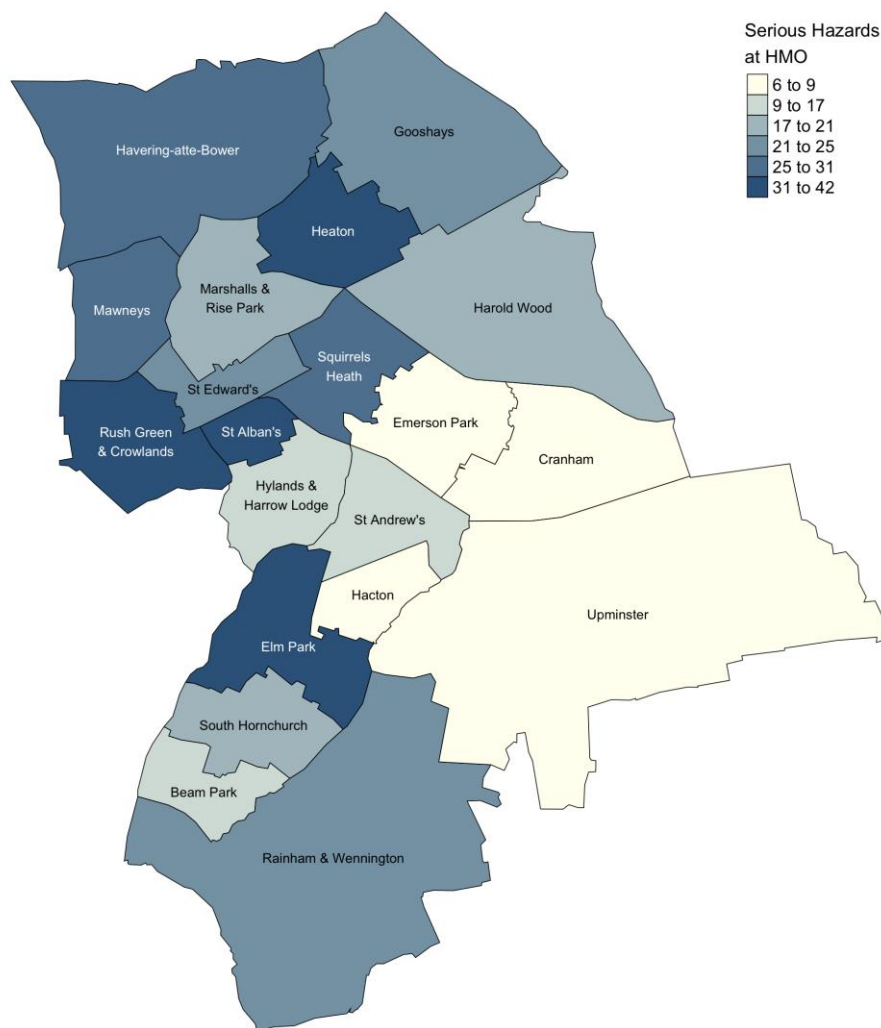 Serious Hazards
at HMO
6 to 9
9 to 17
17 to 21
21 to 25
25 to 31
31 to 42
Gooshays
Havering-atte-Bower
Heaton
Marshalls &
Rise Park
Mawneys
Harold Wood
Squirrels
Heath
St Edward's
Emerson Park
St Alban's
Rush Green
& Crowlands
Cranham
Hylands &
Harrow Lodge
St Andrew's
Hacton
Upminster
Elm Park
South Hornchurch
Beam Park
Rainham & Wennington